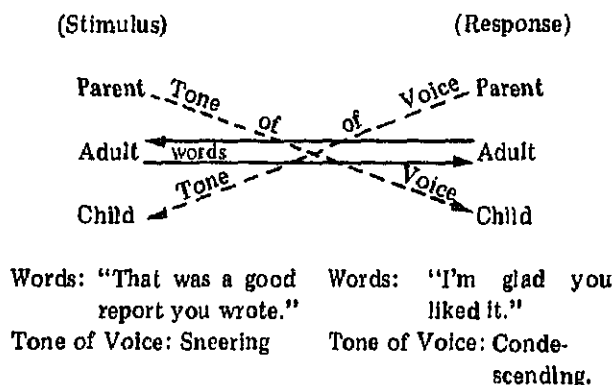 (Stimulus) (Response)
Parent Tone of of Voice Parent
Adult words Adult
Child Tone Voice Child
Words: "That was a good report you wrote."
Tone of Voice: Sneering
Words: "I'm glad you liked it."
Tone of Voice: Conde-
scending.